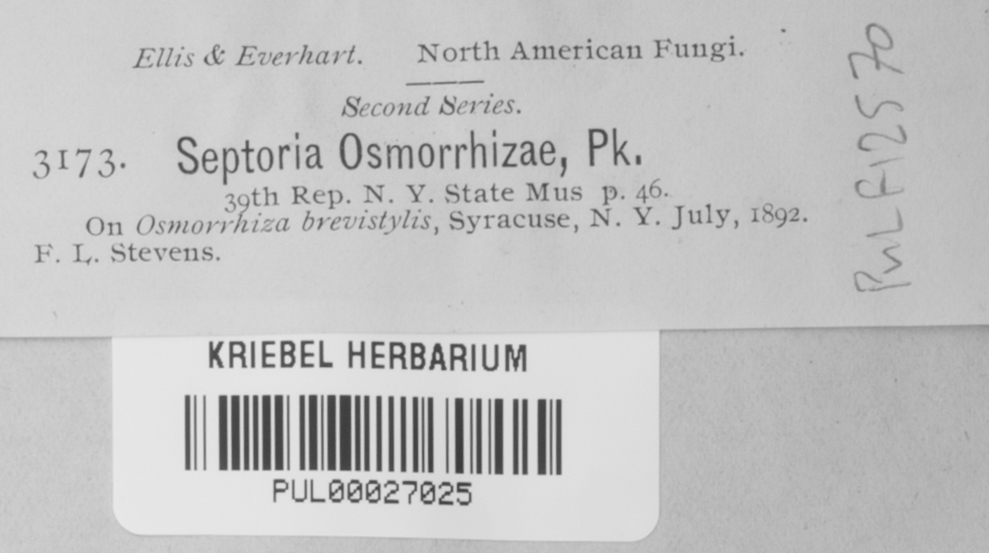 Ellis & Everhart. North American Fungi.
Second Series.
3173. Septoria Osmorrhizae, Pk.
39th Rep. N. Y. State Mus p. 46.
On Osmorrhiza brevistylis, Syracuse, N. Y. July, 1892.
F. L. Stevens.
PUL F12570
KRIEBEL HERBARIUM
PUL00027025